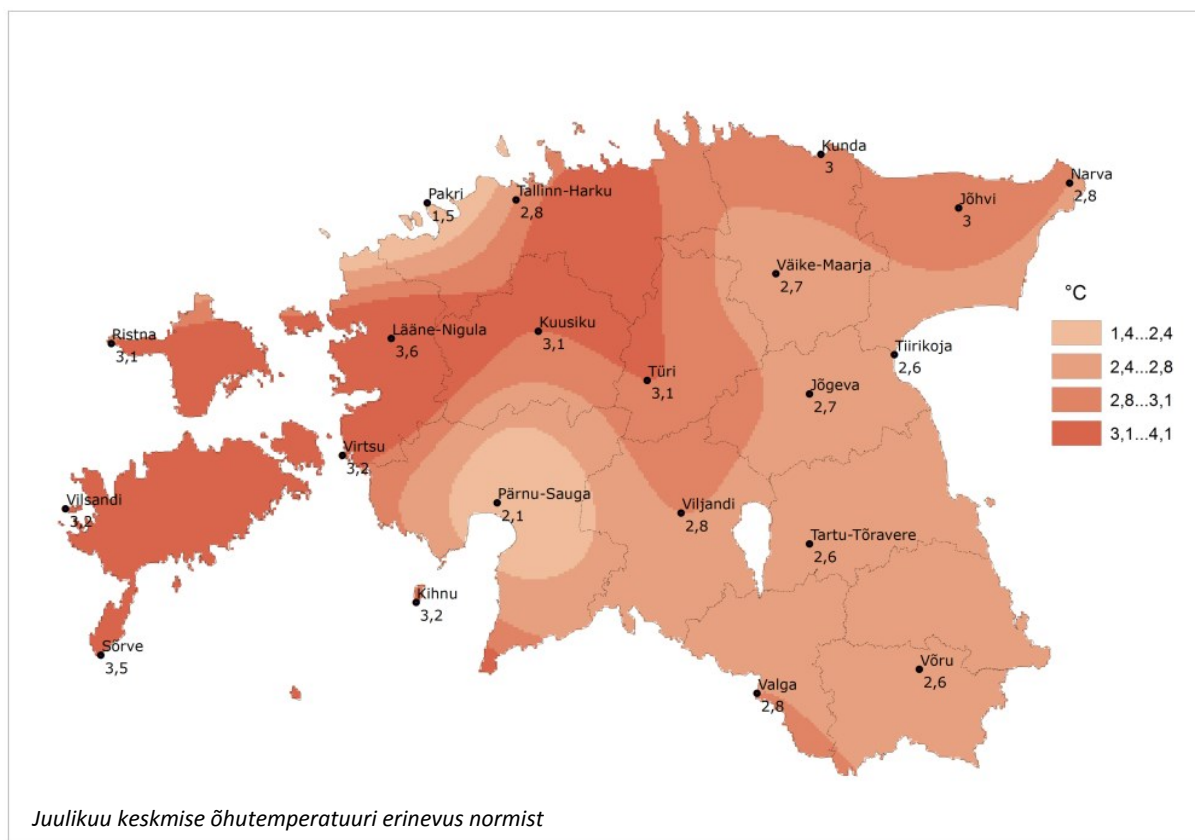 Kunda
3
Narva
2,8
Pakri
1,5
Tallinn-Harku
2,8
Jõhvi
3
Väike-Maarja
2,7
°C
1,4...2,4
2,4...2,8
2,8...3,1
3,1...4,1
Ristna
3,1
Lääne-Nigula
3,6
Kuusiku
3,1
Tiirikoja
2,6
Türi
3,1
Jõgeva
2,7
Virtsu
3,2
Vilsandi
3,2
Pärnu-Sauga
2,1
Viljandi
2,8
Tartu-Tõravere
2,6
Kihnu
3,2
Sõrve
3,5
Võru
2,6
Valga
2,8
Juulikuu keskmise õhutemperatuuri erinevus normist